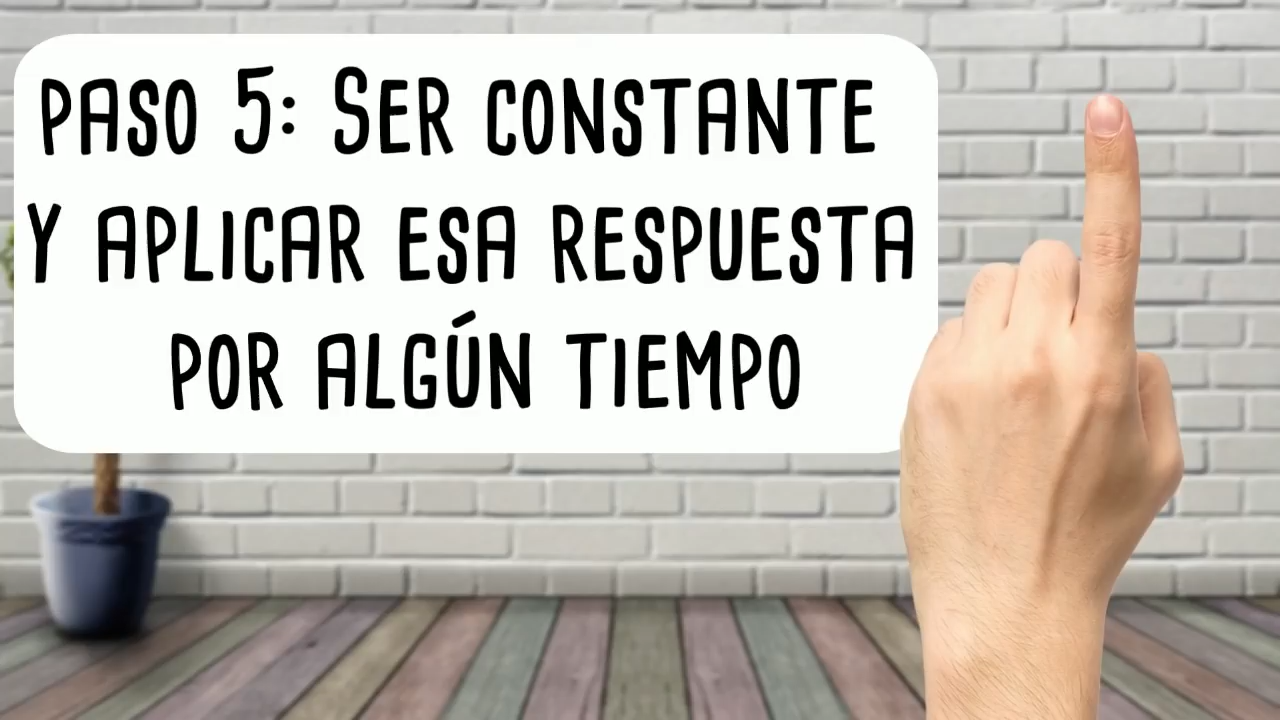 PASO 5: SER CONSTANTE
Y APLICAR ESA RESPUESTA
POR ALGÚN TIEMPO